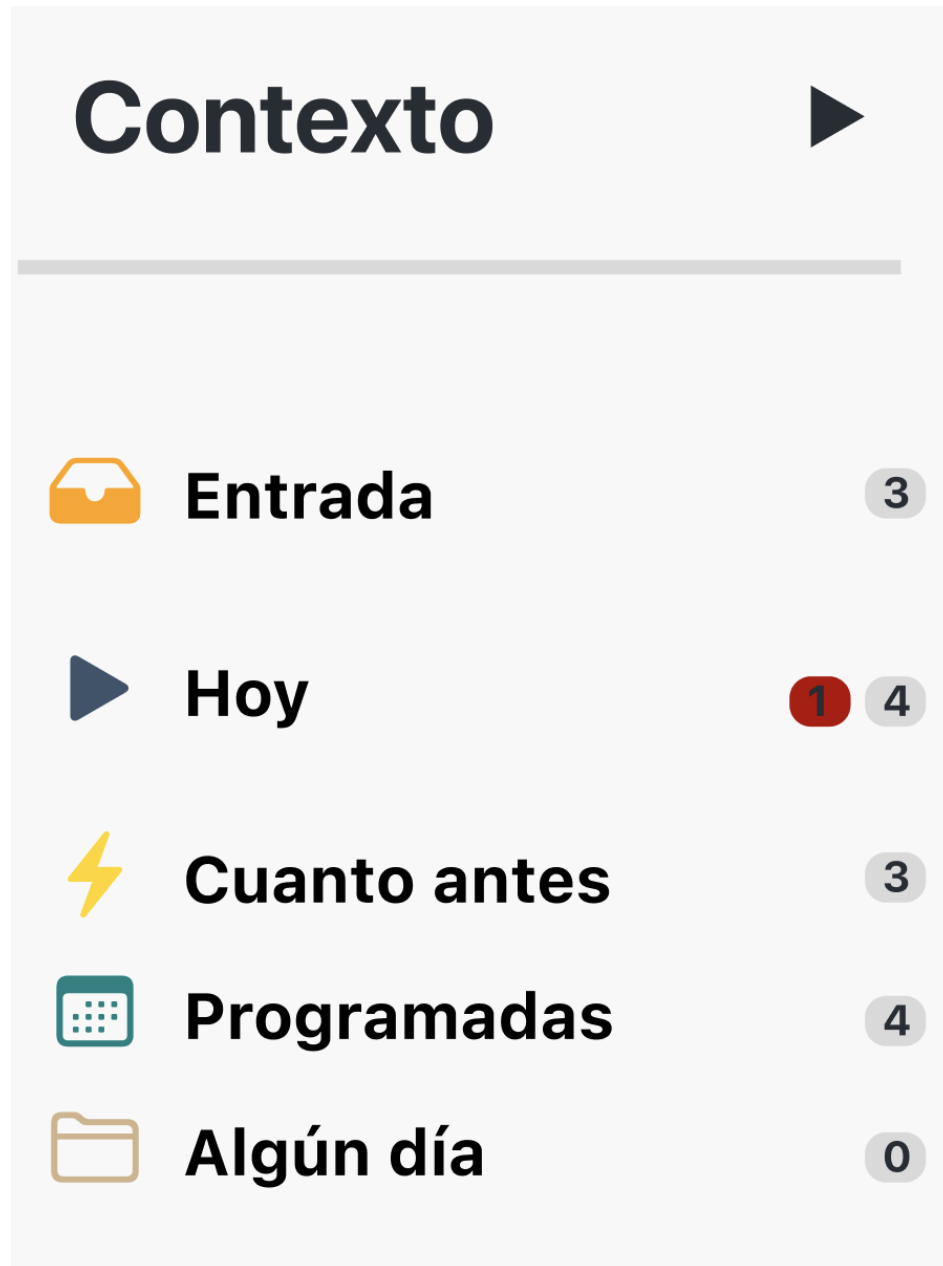 Contexto
Entrada 3
Hoy 1 4
Cuanto antes 3
Programadas 4
Algún día 0